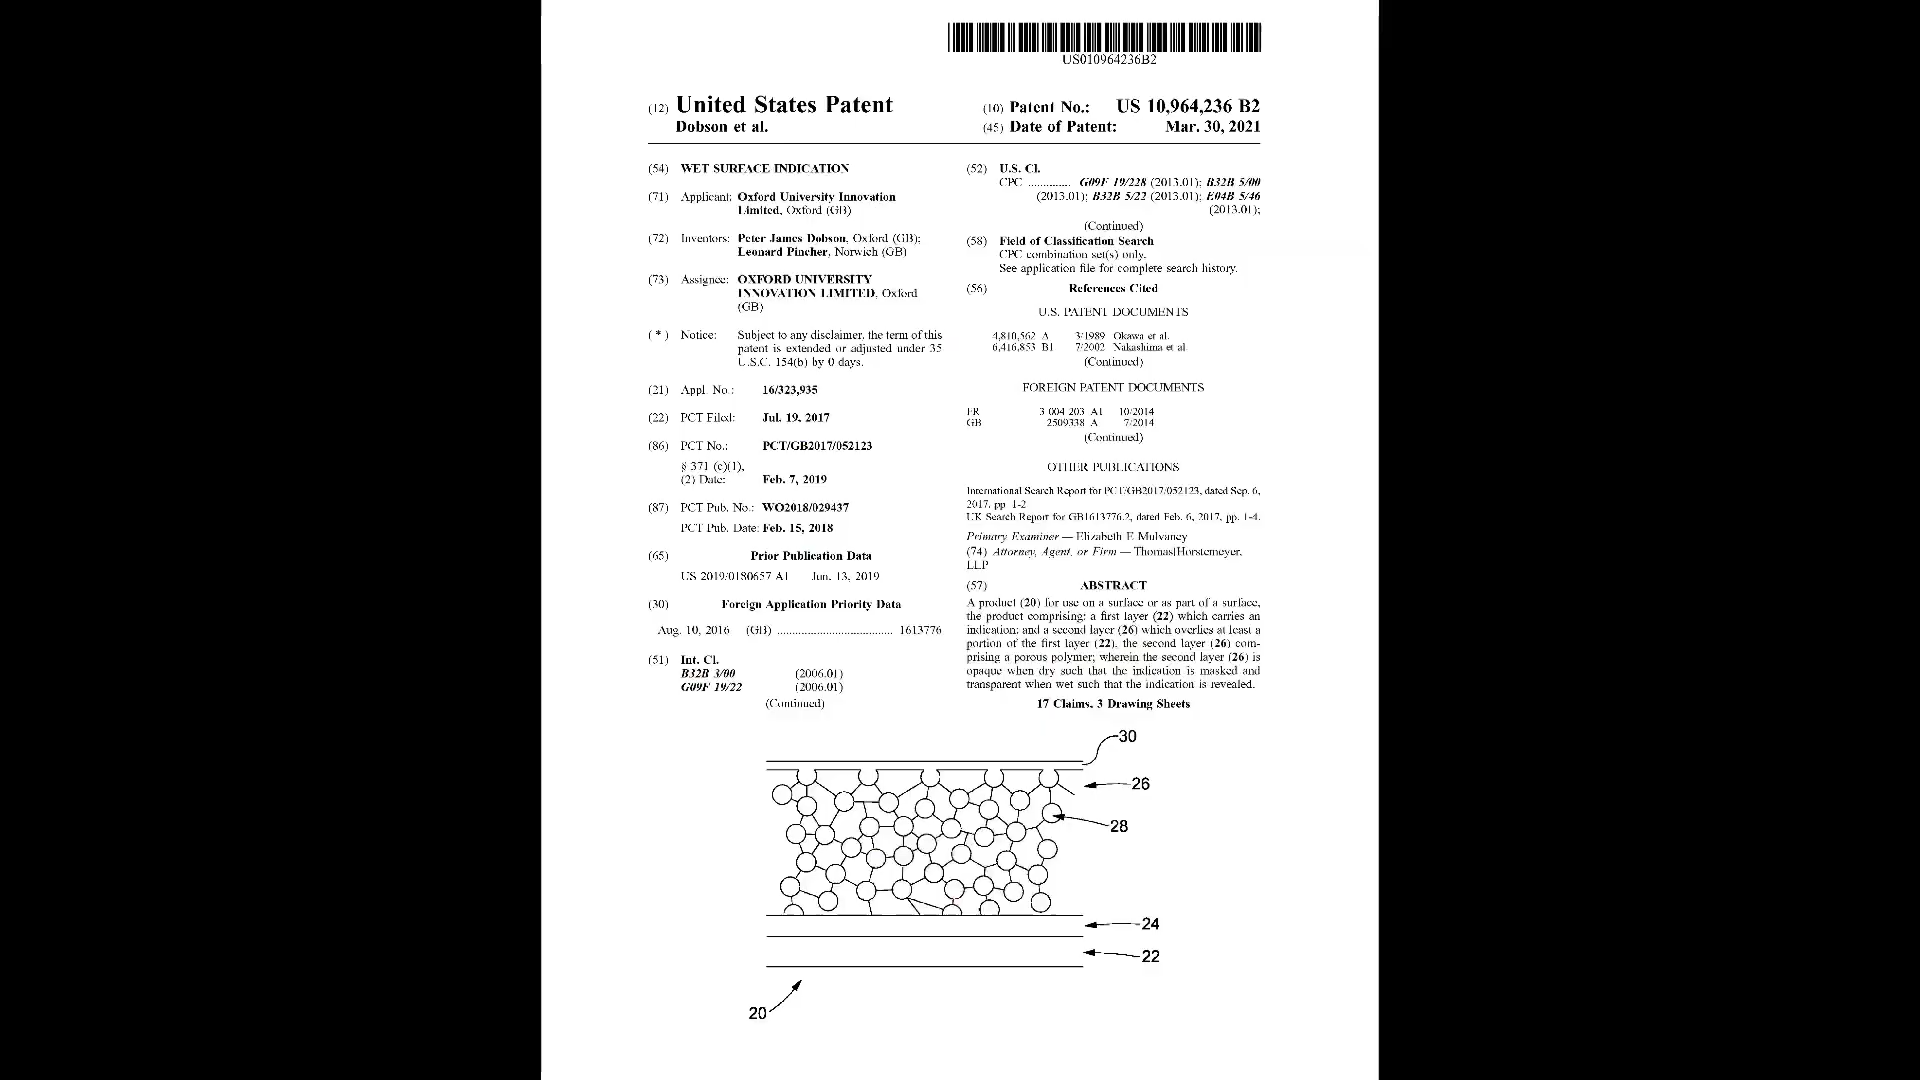 US010964236B2
(12) United States Patent
Dobson et al.
(10) Patent No.: US 10,964,236 B2
(45) Date of Patent: Mar. 30, 2021
(54) WET SURFACE INDICATION
(71) Applicant: Oxford University Innovation
Limited, Oxford (GB)
(72) Inventors: Peter James Dobson, Oxford (GB);
Leonard Pincher, Norwich (GB)
(73) Assignee: OXFORD UNIVERSITY
INNOVATION LIMITED, Oxford
(GB)
( * ) Notice: Subject to any disclaimer, the term of this
patent is extended or adjusted under 35
U.S.C. 154(b) by 0 days.
(21) Appl. No.: 16/323,935
(22) PCT Filed: Jul. 19, 2017
(86) PCT No.: PCT/GB2017/052123
§ 371 (c)(1),
(2) Date: Feb. 7, 2019
(87) PCT Pub. No.: WO2018/029437
PCT Pub. Date: Feb. 15, 2018
(65) Prior Publication Data
US 2019/0180657 A1 Jun. 13, 2019
(30) Foreign Application Priority Data
Aug. 10, 2016 (GB) ..................................... 1613776
(51) Int. Cl.
B32B 3/00 (2006.01)
G09F 19/22 (2006.01)
(Continued)
(52) U.S. Cl.
CPC .............. G09F 19/228 (2013.01); B32B 5/00
(2013.01); B32B 5/22 (2013.01); E04B 5/46
(2013.01);
(Continued)
(58) Field of Classification Search
CPC combination set(s) only.
See application file for complete search history.
(56) References Cited
U.S. PATENT DOCUMENTS
4,810,562 A 3/1989 Okawa et al.
6,416,853 B1 7/2002 Nakashima et al.
(Continued)
FOREIGN PATENT DOCUMENTS
FR 3 004 203 A1 10/2014
GB 2509338 A 7/2014
(Continued)
OTHER PUBLICATIONS
International Search Report for PCT/GB2017/052123, dated Sep. 6,
2017, pp. 1-2
UK Search Report for GB1613776.2, dated Feb. 6, 2017, pp. 1-4.
Primary Examiner — Elizabeth E Mulvaney
(74) Attorney, Agent, or Firm — Thomas|Horstemeyer,
LLP
(57) ABSTRACT
A product (20) for use on a surface or as part of a surface,
the product comprising: a first layer (22) which carries an
indication; and a second layer (26) which overlies at least a
portion of the first layer (22), the second layer (26) com-
prising a porous polymer; wherein the second layer (26) is
opaque when dry such that the indication is masked and
transparent when wet such that the indication is revealed.
17 Claims, 3 Drawing Sheets
30
26
28
24
22
20